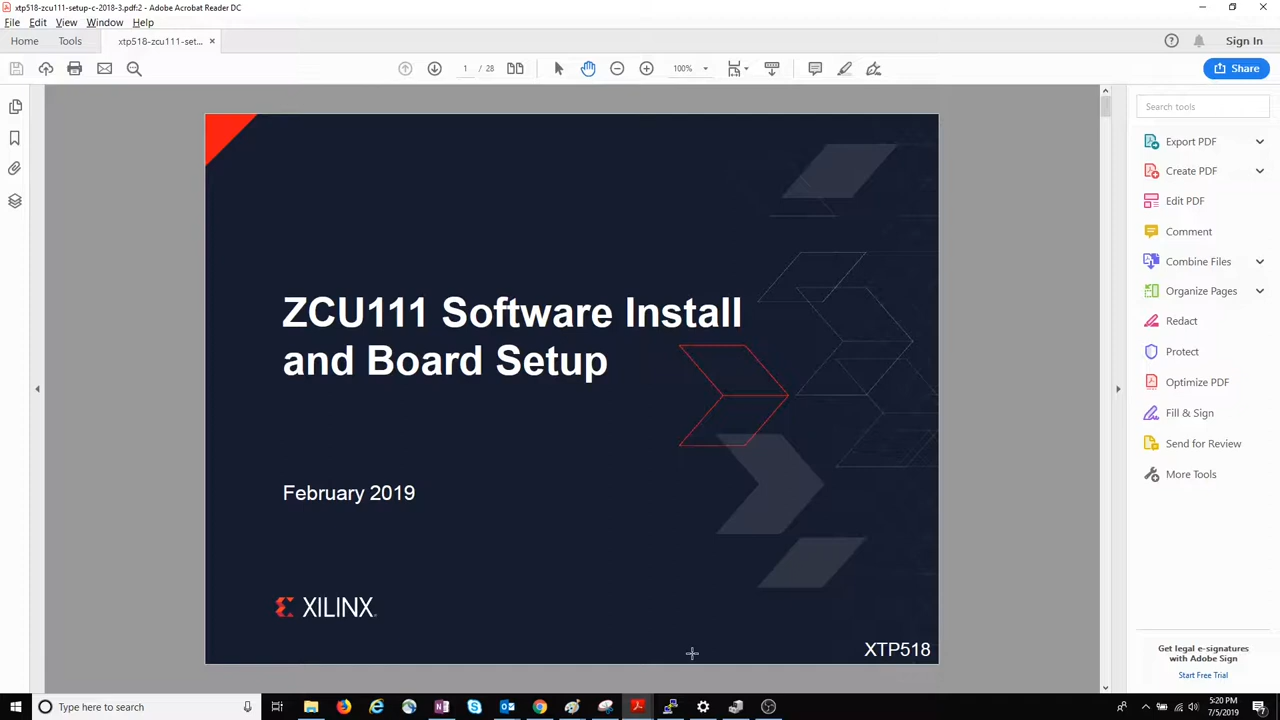 xtp518-zcu111-setup-c-2018-3.pdf:2 - Adobe Acrobat Reader DC
File Edit View Window Help
Home Tools xtp518-zcu111-set... × Sign In
1 / 28 100% Share
ZCU111 Software Install
and Board Setup
February 2019
XILINX
XTP518
Search tools
Export PDF
Create PDF
Edit PDF
Comment
Combine Files
Organize Pages
Redact
Protect
Optimize PDF
Fill & Sign
Send for Review
More Tools
Get legal e-signatures
with Adobe Sign
Start Free Trial
Type here to search
5:20 PM
7/5/2019